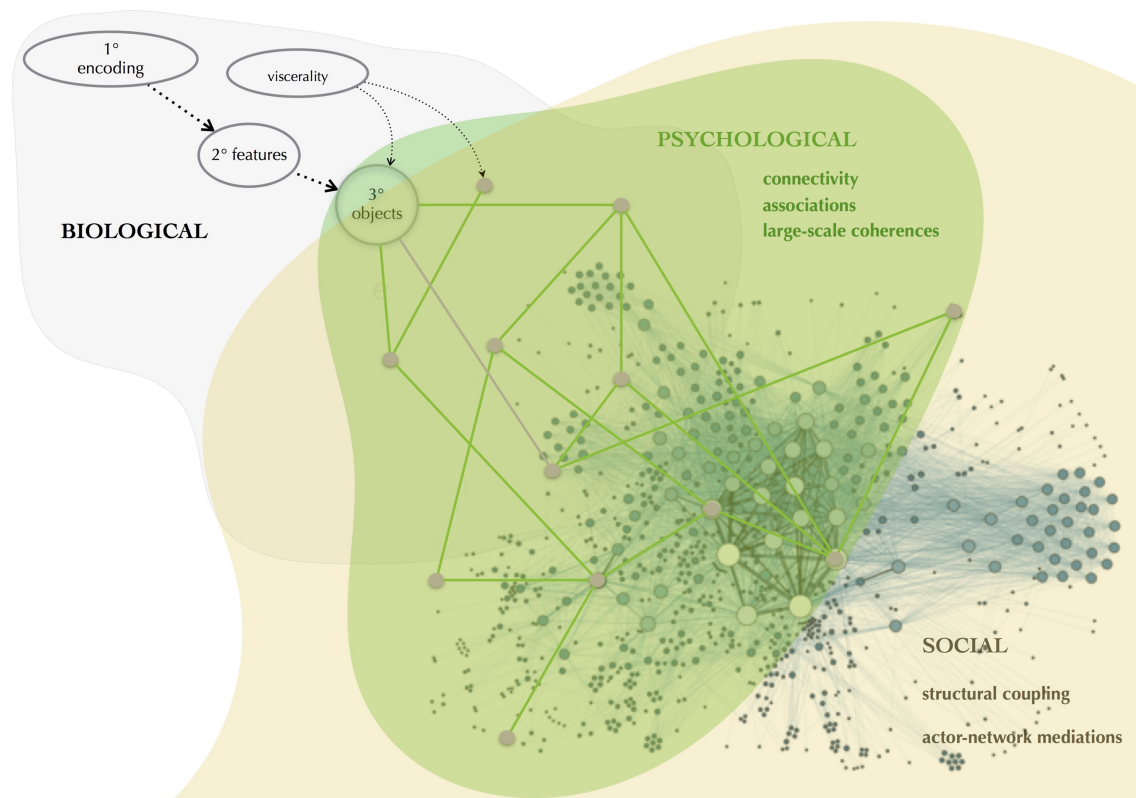 1°
encoding
viscerality
2° features
3°
objects
BIOLOGICAL
PSYCHOLOGICAL
connectivity
associations
large-scale coherences
SOCIAL
structural coupling
actor-network mediations